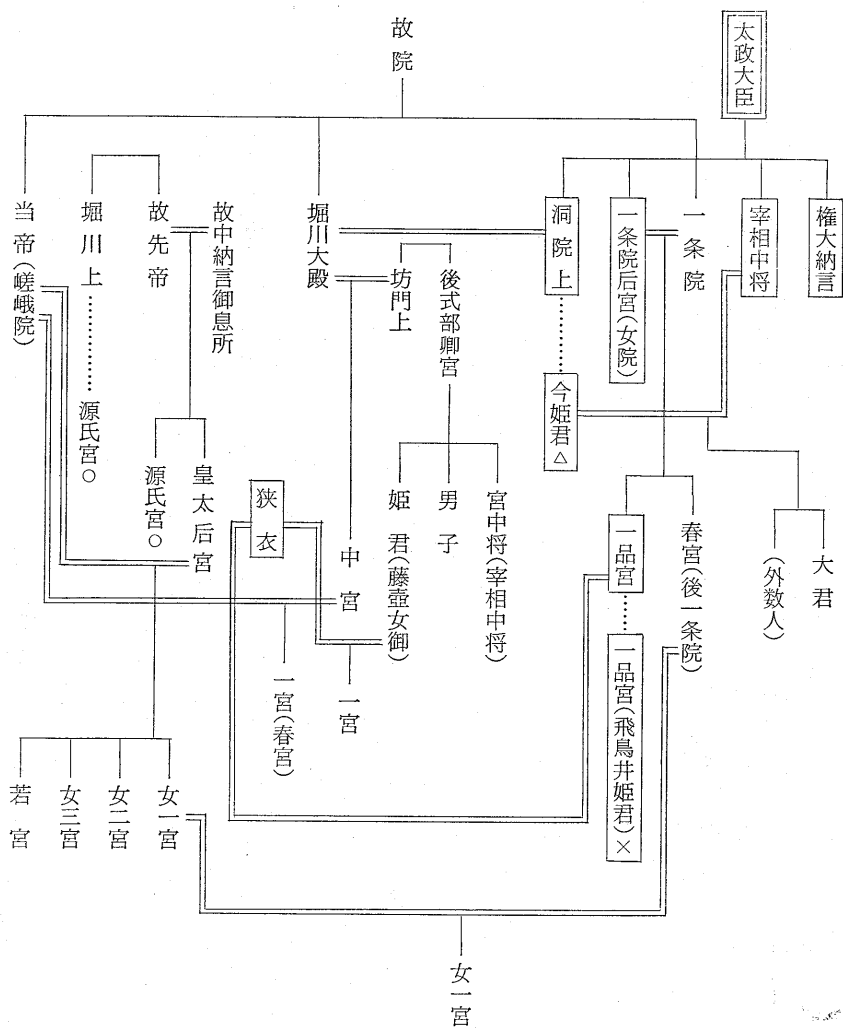 太政大臣
故院
権大納言
宰相中将
一条院
一条院后宮(女院)
洞院上
今姫君△
堀川大殿
後式部卿宮
坊門上
故中納言御息所
故先帝
堀川上
源氏宮○
当帝(嵯峨院)
大君
(外数人)
春宮(後一条院)
一品宮
一品宮(飛鳥井姫君)×
宮中将(宰相中将)
男子
姫君(藤壺女御)
狭衣
中宮
皇太后宮
源氏宮○
一宮
一宮(春宮)
女一宮
女二宮
女三宮
若宮
女一宮